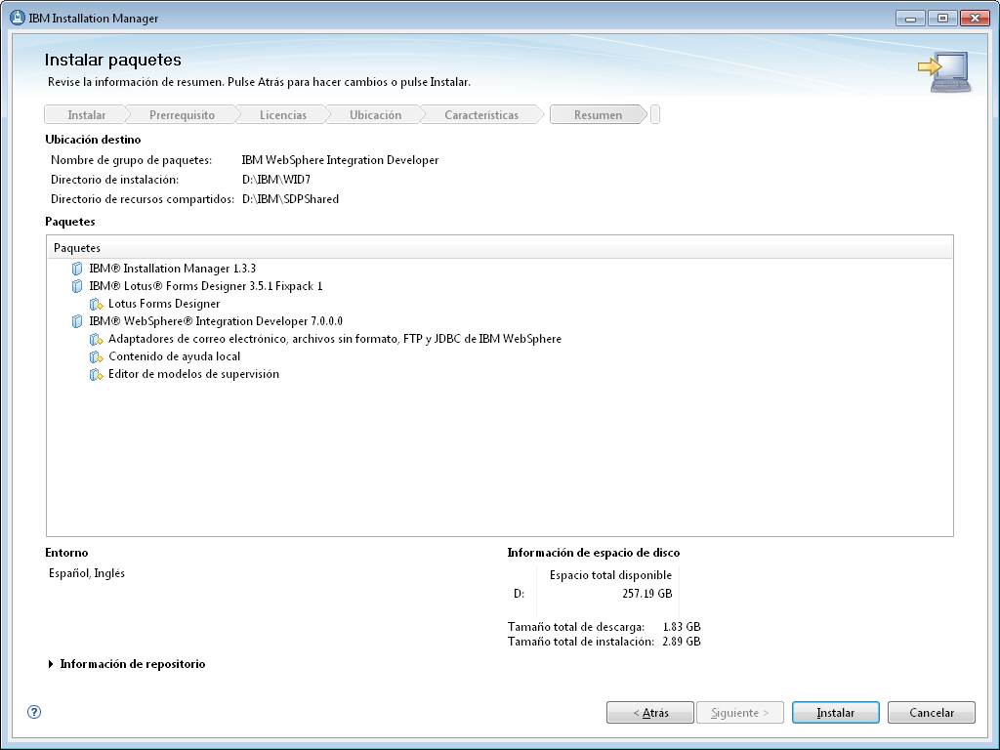 IBM Installation Manager
Instalar paquetes
Revise la información de resumen. Pulse Atrás para hacer cambios o pulse Instalar.
Instalar Prerrequisito Licencias Ubicación Características Resumen
Ubicación destino
Nombre de grupo de paquetes: IBM WebSphere Integration Developer
Directorio de instalación: D:\IBM\WID7
Directorio de recursos compartidos: D:\IBM\SDPShared
Paquetes
Paquetes
IBM® Installation Manager 1.3.3
IBM® Lotus® Forms Designer 3.5.1 Fixpack 1
Lotus Forms Designer
IBM® WebSphere® Integration Developer 7.0.0.0
Adaptadores de correo electrónico, archivos sin formato, FTP y JDBC de IBM WebSphere
Contenido de ayuda local
Editor de modelos de supervisión
Entorno
Español, Inglés
Información de espacio de disco
Espacio total disponible
D: 257.19 GB
Tamaño total de descarga: 1.83 GB
Tamaño total de instalación: 2.89 GB
Información de repositorio
?
< Atrás Siguiente > Instalar Cancelar